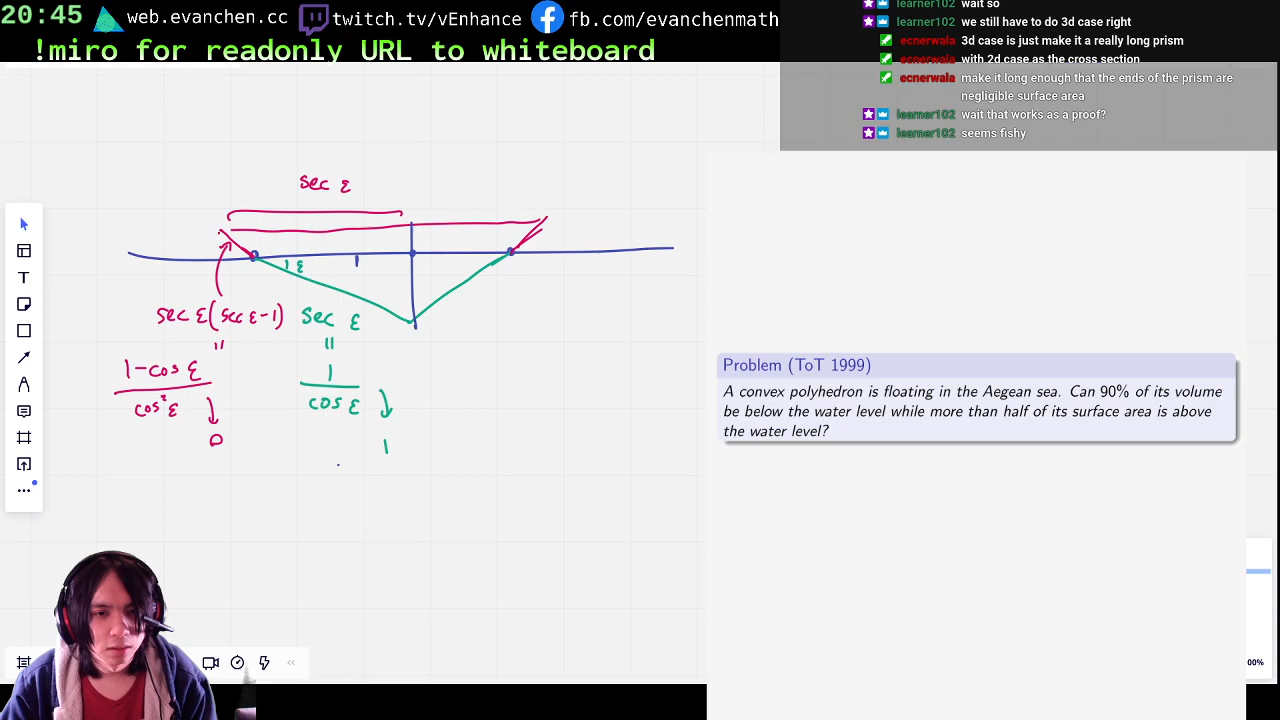 20:45 web.evanchen.cc twitch.tv/vEnhance fb.com/evanchenmath
!miro for readonly URL to whiteboard
learner102 wait so
learner102 we still have to do 3d case right
ecnerwala 3d case is just make it a really long prism
ecnerwala with 2d case as the cross section
ecnerwala make it long enough that the ends of the prism are
negligible surface area
learner102 wait that works as a proof?
learner102 seems fishy
sec ε
ε
sec ε(sec ε-1) sec ε
= =
1-cos ε
cos²ε
1
cos ε
0
1
Problem (ToT 1999)
A convex polyhedron is floating in the Aegean sea. Can 90% of its volume
be below the water level while more than half of its surface area is above
the water level?
00%